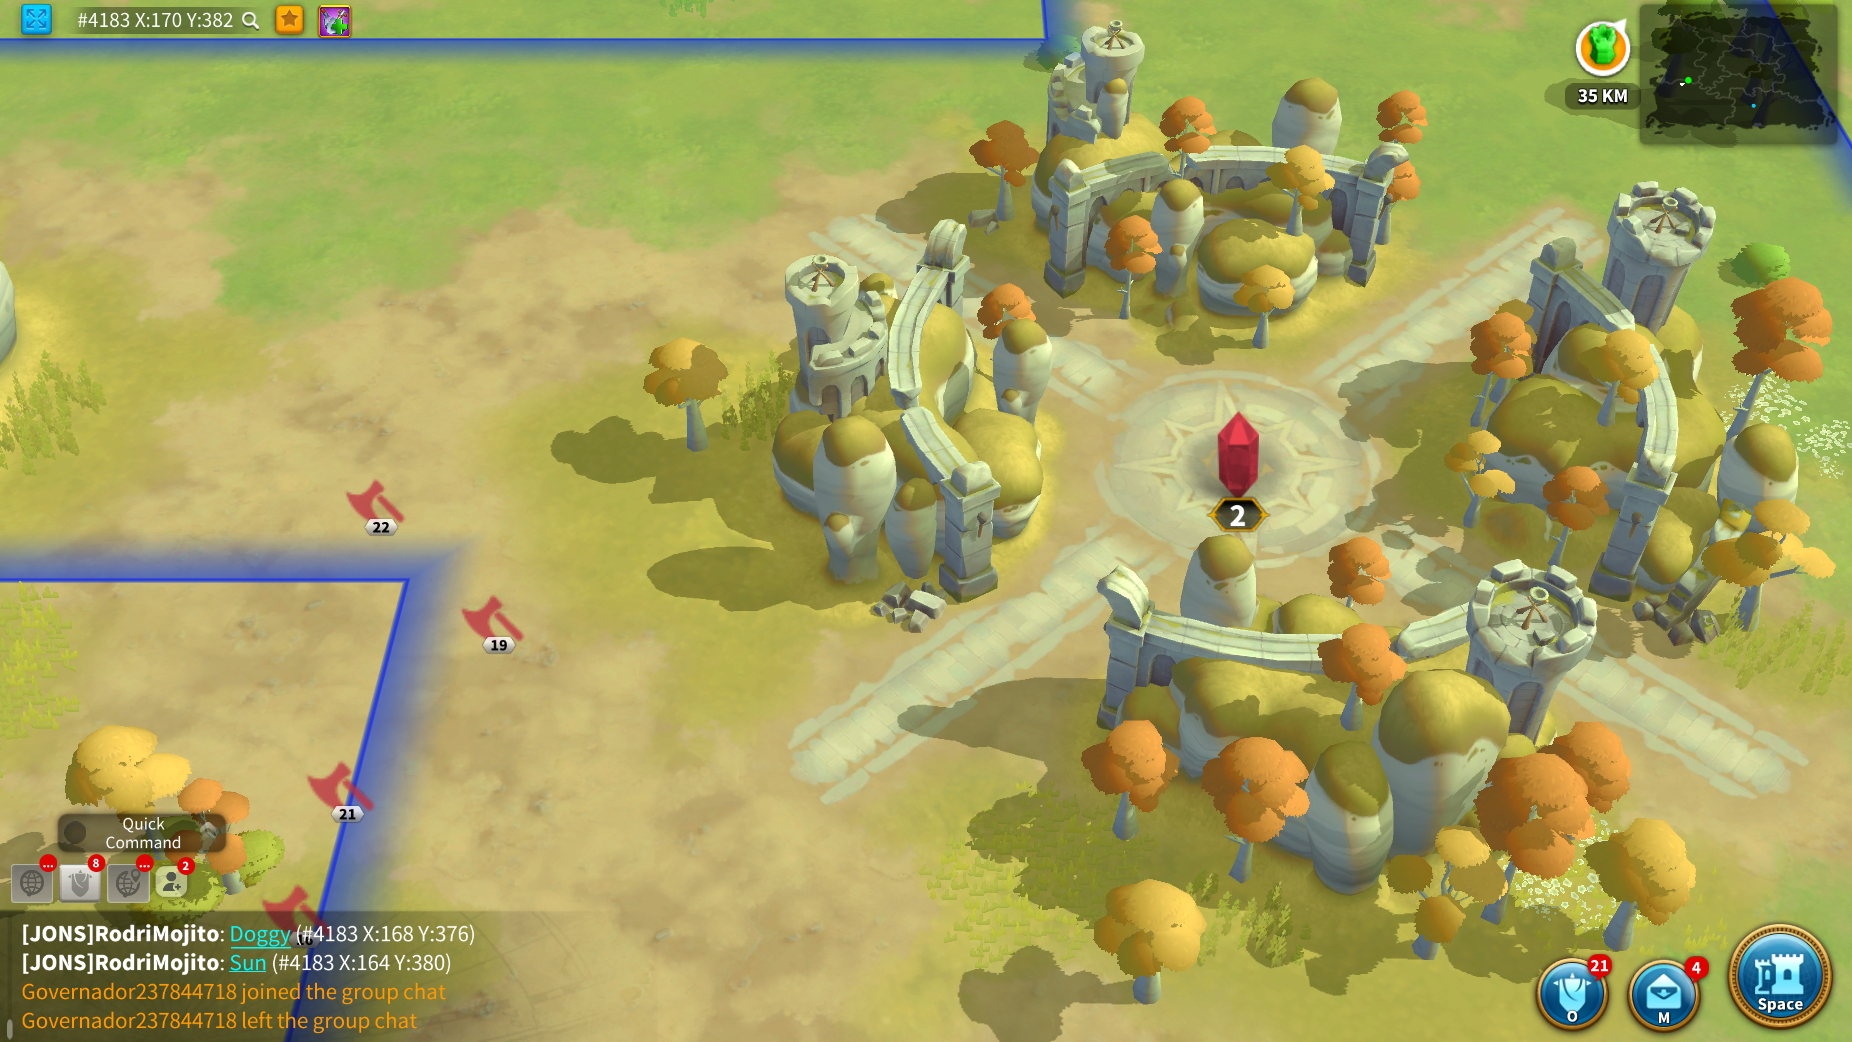 #4183 X:170 Y:382
35 KM
2
22
19
21
Quick
Command
...
8
...
2
[JONS]RodriMojito: Doggy (#4183 X:168 Y:376)
[JONS]RodriMojito: Sun (#4183 X:164 Y:380)
Governador237844718 joined the group chat
Governador237844718 left the group chat
21
O
4
M
Space